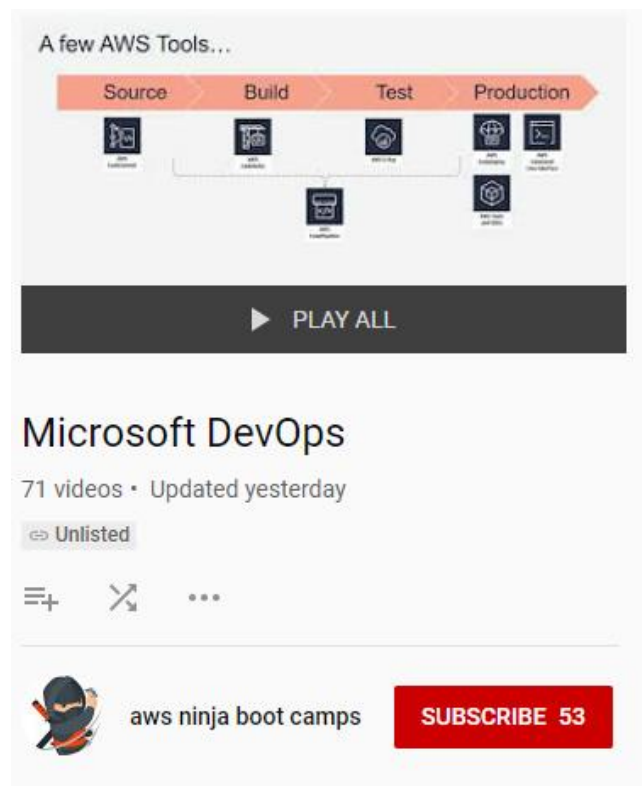 A few AWS Tools...
Source Build Test Production
PLAY ALL
Microsoft DevOps
71 videos • Updated yesterday
Unlisted
aws ninja boot camps
SUBSCRIBE 53